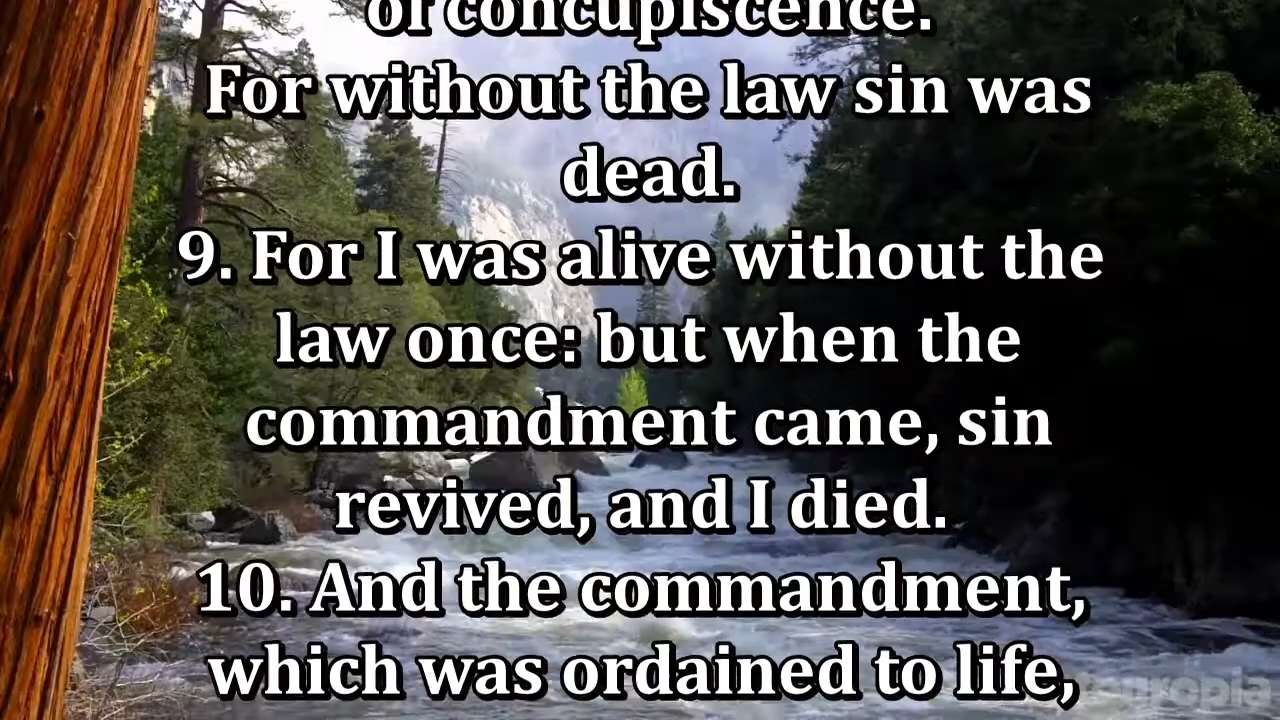 of concupiscence.
For without the law sin was
dead.
9. For I was alive without the
law once: but when the
commandment came, sin
revived, and I died.
10. And the commandment,
which was ordained to life,